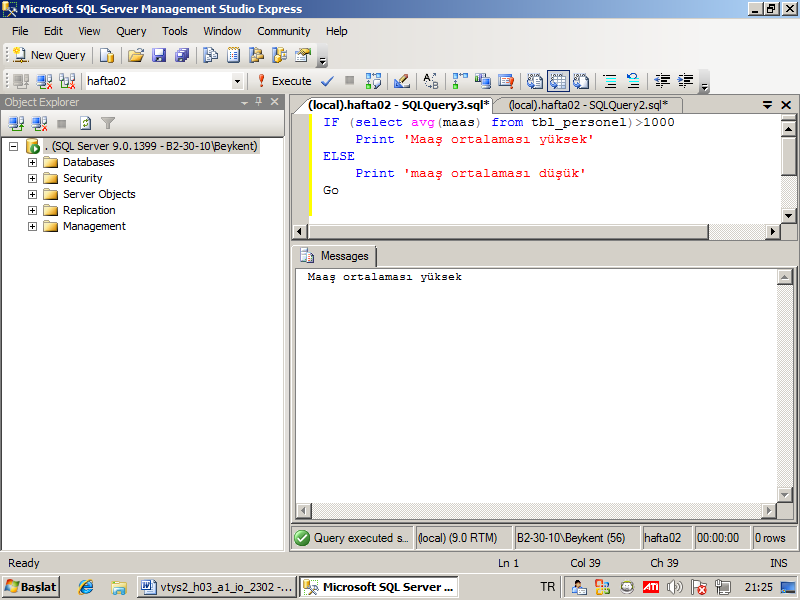 Microsoft SQL Server Management Studio Express
File Edit View Query Tools Window Community Help
New Query
hafta02 Execute
Object Explorer
(local).hafta02 - SQLQuery3.sql* (local).hafta02 - SQLQuery2.sql*
. (SQL Server 9.0.1399 - B2-30-10\Beykent)
Databases
Security
Server Objects
Replication
Management
IF (select avg(maas) from tbl_personel)>1000
Print 'Maaş ortalaması yüksek'
ELSE
Print 'maaş ortalaması düşük'
Go
Messages
Maaş ortalaması yüksek
Query executed s... (local) (9.0 RTM) B2-30-10\Beykent (56) hafta02 00:00:00 0 rows
Ready Ln 1 Col 39 Ch 39 INS
Başlat vtys2_h03_a1_io_2302 -... Microsoft SQL Server ... TR ATI 21:25